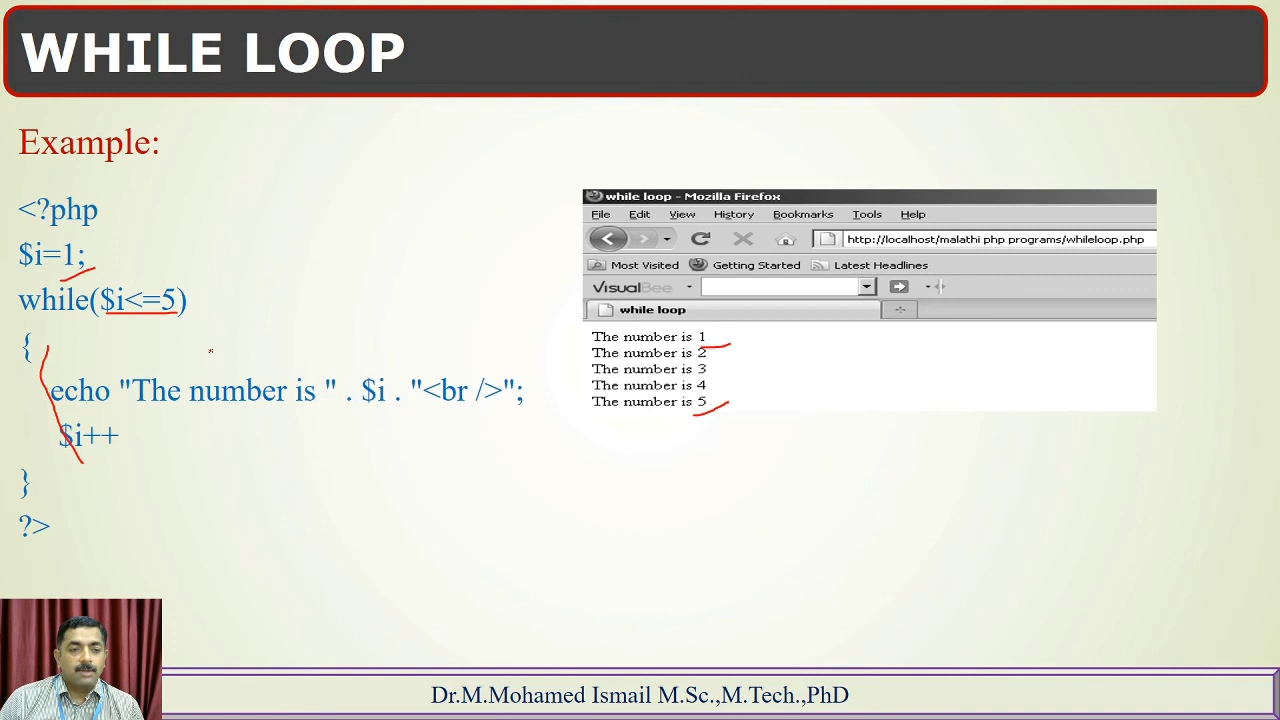 WHILE LOOP
Example:
<?php
$i=1;
while($i<=5)
{
echo "The number is " . $i . "<br />";
$i++
}
?>
while loop - Mozilla Firefox
File Edit View History Bookmarks Tools Help
http://localhost/malathi php programs/whileloop.php
Most Visited Getting Started Latest Headlines
VisualBee
while loop
The number is 1
The number is 2
The number is 3
The number is 4
The number is 5
Dr.M.Mohamed Ismail M.Sc.,M.Tech.,PhD